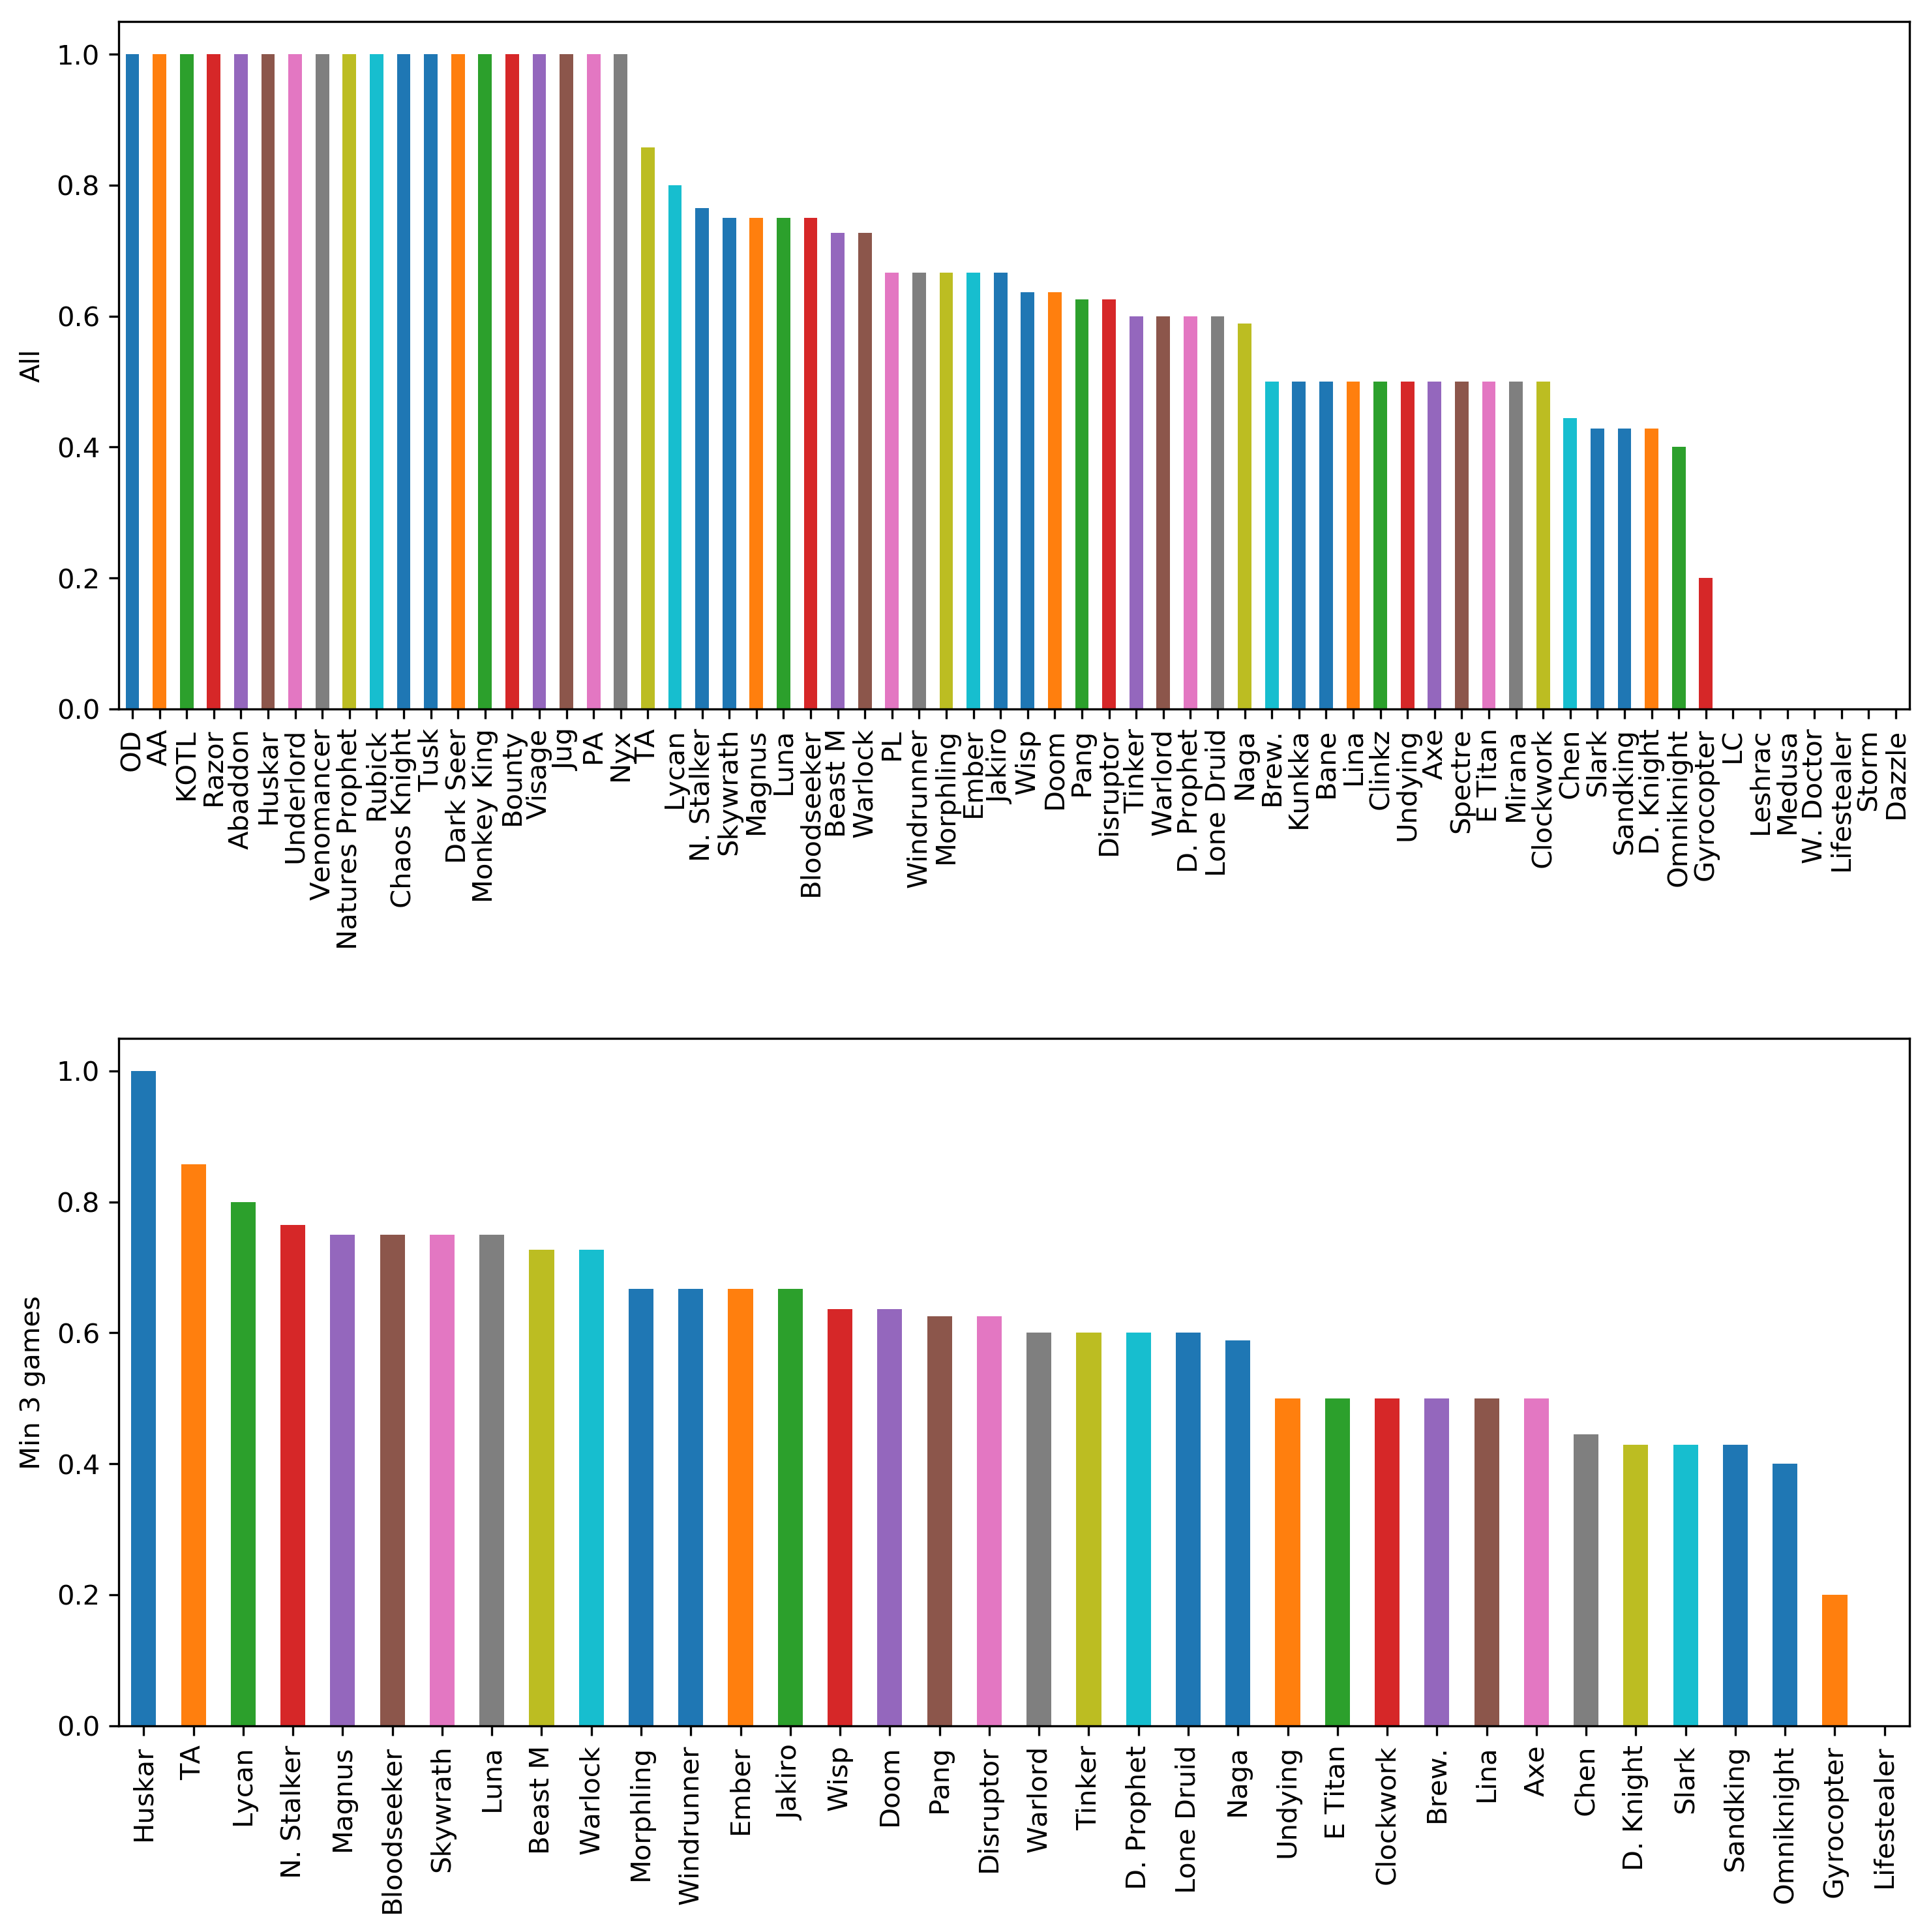 All
1.0
0.8
0.6
0.4
0.2
0.0
OD
AA
KOTL
Razor
Abaddon
Huskar
Underlord
Venomancer
Natures Prophet
Rubick
Chaos Knight
Tusk
Dark Seer
Monkey King
Bounty
Visage
Jug
PA
Nyx
TA
Lycan
N. Stalker
Skywrath
Magnus
Luna
Bloodseeker
Beast M
Warlock
PL
Windrunner
Morphling
Ember
Jakiro
Wisp
Doom
Pang
Disruptor
Tinker
Warlord
D. Prophet
Lone Druid
Naga
Brew.
Kunkka
Bane
Lina
Clinkz
Undying
Axe
Spectre
E Titan
Mirana
Clockwork
Chen
Slark
Sandking
D. Knight
Omniknight
Gyrocopter
LC
Leshrac
Medusa
W. Doctor
Lifestealer
Storm
Dazzle
Min 3 games
1.0
0.8
0.6
0.4
0.2
0.0
Huskar
TA
Lycan
N. Stalker
Magnus
Bloodseeker
Skywrath
Luna
Beast M
Warlock
Morphling
Windrunner
Ember
Jakiro
Wisp
Doom
Pang
Disruptor
Warlord
Tinker
D. Prophet
Lone Druid
Naga
Undying
E Titan
Clockwork
Brew.
Lina
Axe
Chen
D. Knight
Slark
Sandking
Omniknight
Gyrocopter
Lifestealer